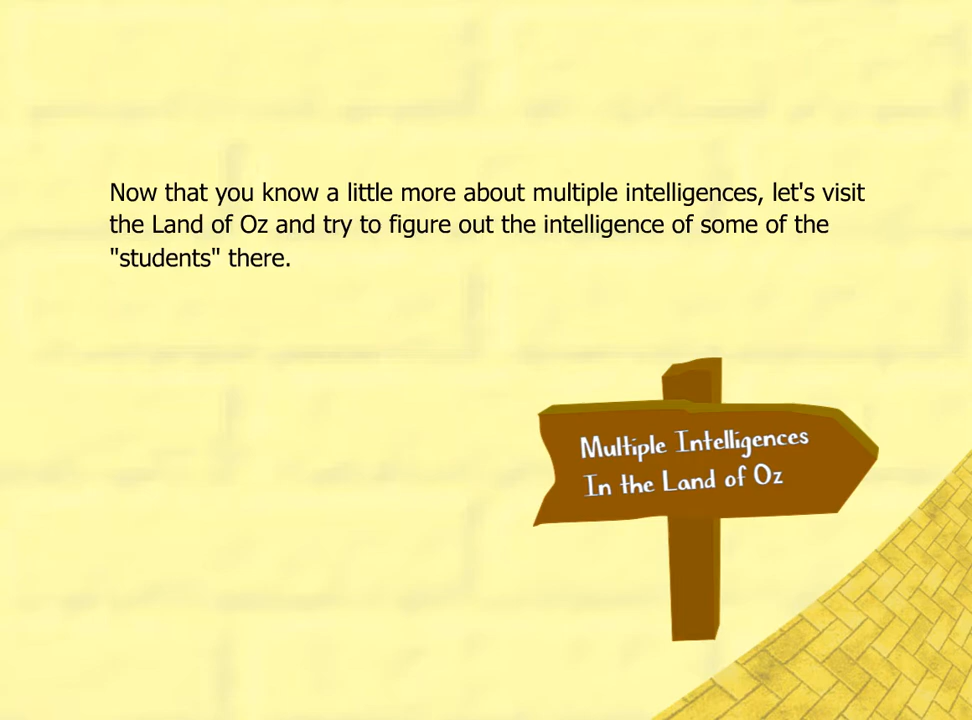 Now that you know a little more about multiple intelligences, let's visit
the Land of Oz and try to figure out the intelligence of some of the
"students" there.
Multiple Intelligences
In the Land of Oz